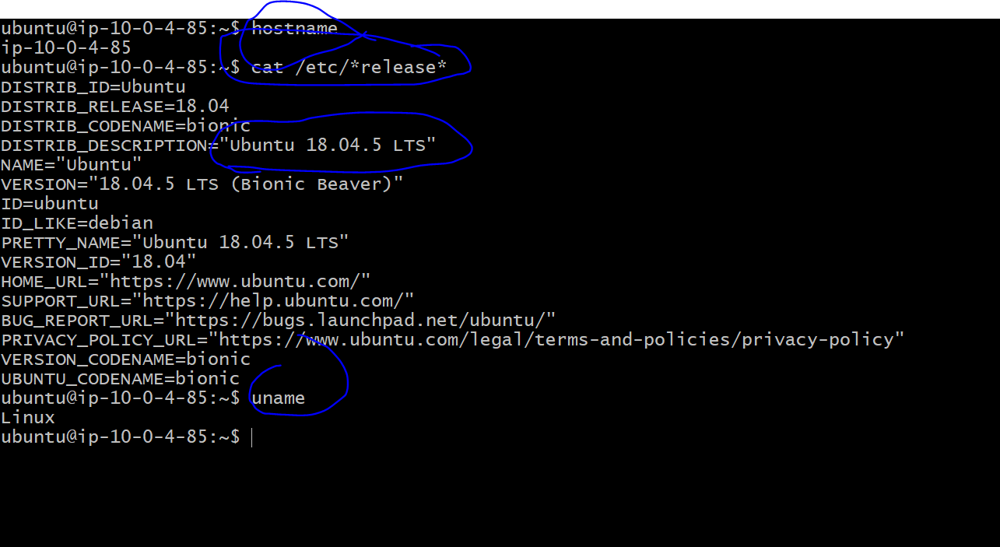 ubuntu@ip-10-0-4-85:~$ hostname
ip-10-0-4-85
ubuntu@ip-10-0-4-85:~$ cat /etc/*release*
DISTRIB_ID=Ubuntu
DISTRIB_RELEASE=18.04
DISTRIB_CODENAME=bionic
DISTRIB_DESCRIPTION="Ubuntu 18.04.5 LTS"
NAME="Ubuntu"
VERSION="18.04.5 LTS (Bionic Beaver)"
ID=ubuntu
ID_LIKE=debian
PRETTY_NAME="Ubuntu 18.04.5 LTS"
VERSION_ID="18.04"
HOME_URL="https://www.ubuntu.com/"
SUPPORT_URL="https://help.ubuntu.com/"
BUG_REPORT_URL="https://bugs.launchpad.net/ubuntu/"
PRIVACY_POLICY_URL="https://www.ubuntu.com/legal/terms-and-policies/privacy-policy"
VERSION_CODENAME=bionic
UBUNTU_CODENAME=bionic
ubuntu@ip-10-0-4-85:~$ uname
Linux
ubuntu@ip-10-0-4-85:~$